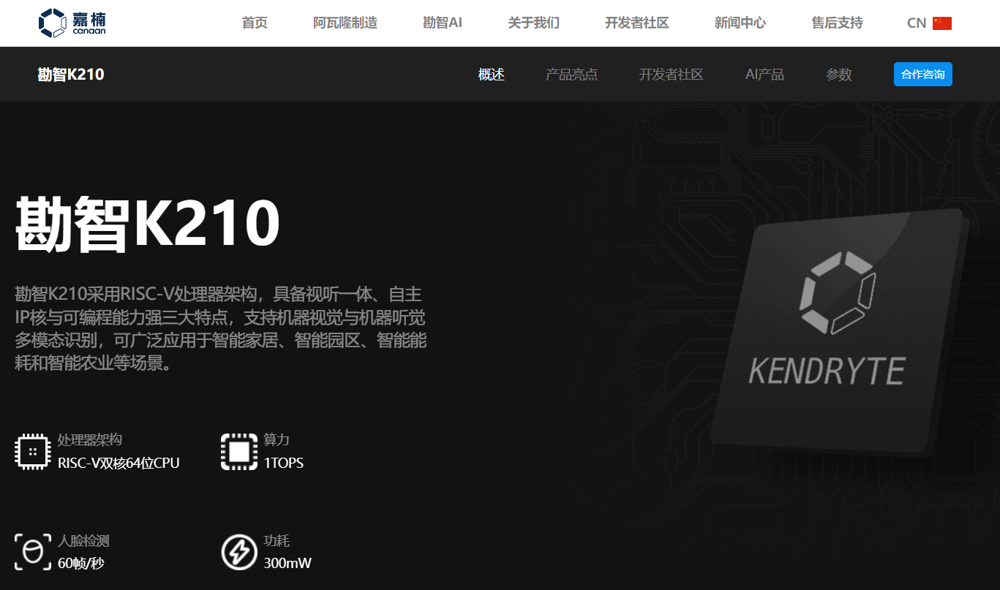 嘉楠
canaan
首页
阿瓦隆制造
勘智AI
关于我们
开发者社区
新闻中心
售后支持
CN
勘智K210
概述
产品亮点
开发者社区
AI产品
参数
合作咨询
勘智K210
勘智K210采用RISC-V处理器架构，具备视听一体、自主
IP核与可编程能力强三大特点，支持机器视觉与机器听觉
多模态识别，可广泛应用于智能家居、智能园区、智能能
耗和智能农业等场景。
KENDRYTE
处理器架构
RISC-V双核64位CPU
算力
1TOPS
人脸检测
60帧/秒
功耗
300mW